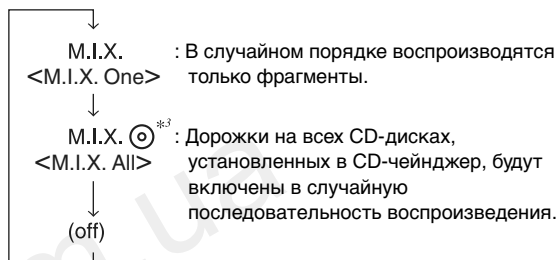 M.I.X. : В случайном порядке воспроизводятся
<M.I.X. One> только фрагменты.
M.I.X. *3 : Дорожки на всех CD-дисках,
<M.I.X. All> установленных в CD-чейнджер, будут
включены в случайную
последовательность воспроизведения.
(off)
m.ua